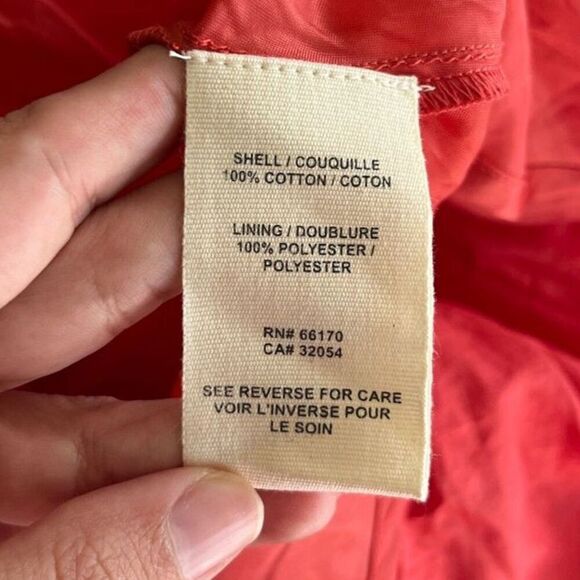 SHELL / COUQUILLE
100% COTTON / COTON
LINING / DOUBLURE
100% POLYESTER /
POLYESTER
RN# 66170
CA# 32054
SEE REVERSE FOR CARE
VOIR L'INVERSE POUR
LE SOIN